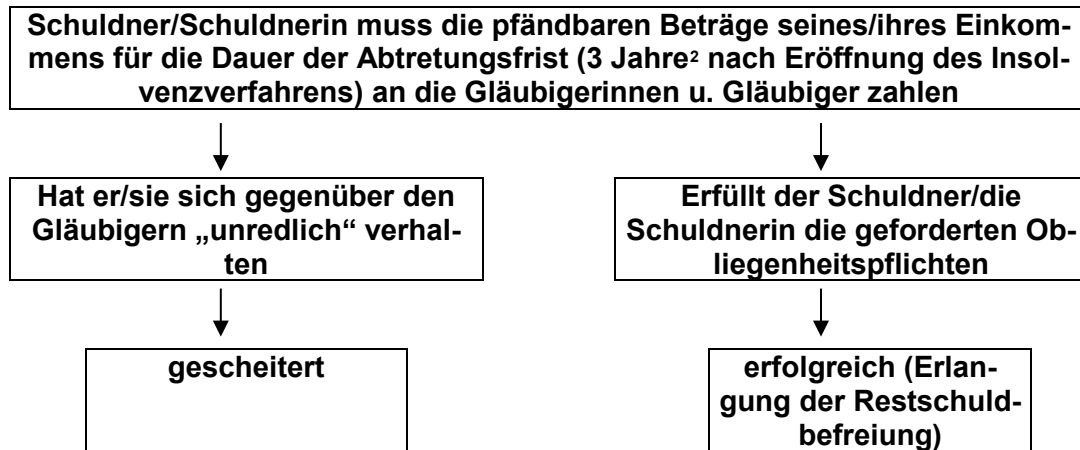 Schuldner/Schuldnerin muss die pfändbaren Beträge seines/ihres Einkom-
mens für die Dauer der Abtretungsfrist (3 Jahre² nach Eröffnung des Insol-
venzverfahrens) an die Gläubigerinnen u. Gläubiger zahlen
Hat er/sie sich gegenüber den
Gläubigern „unredlich“ verhal-
ten
Erfüllt der Schuldner/die
Schuldnerin die geforderten Ob-
liegenheitspflichten
gescheitert
erfolgreich (Erlan-
gung der Restschuld-
befreiung)